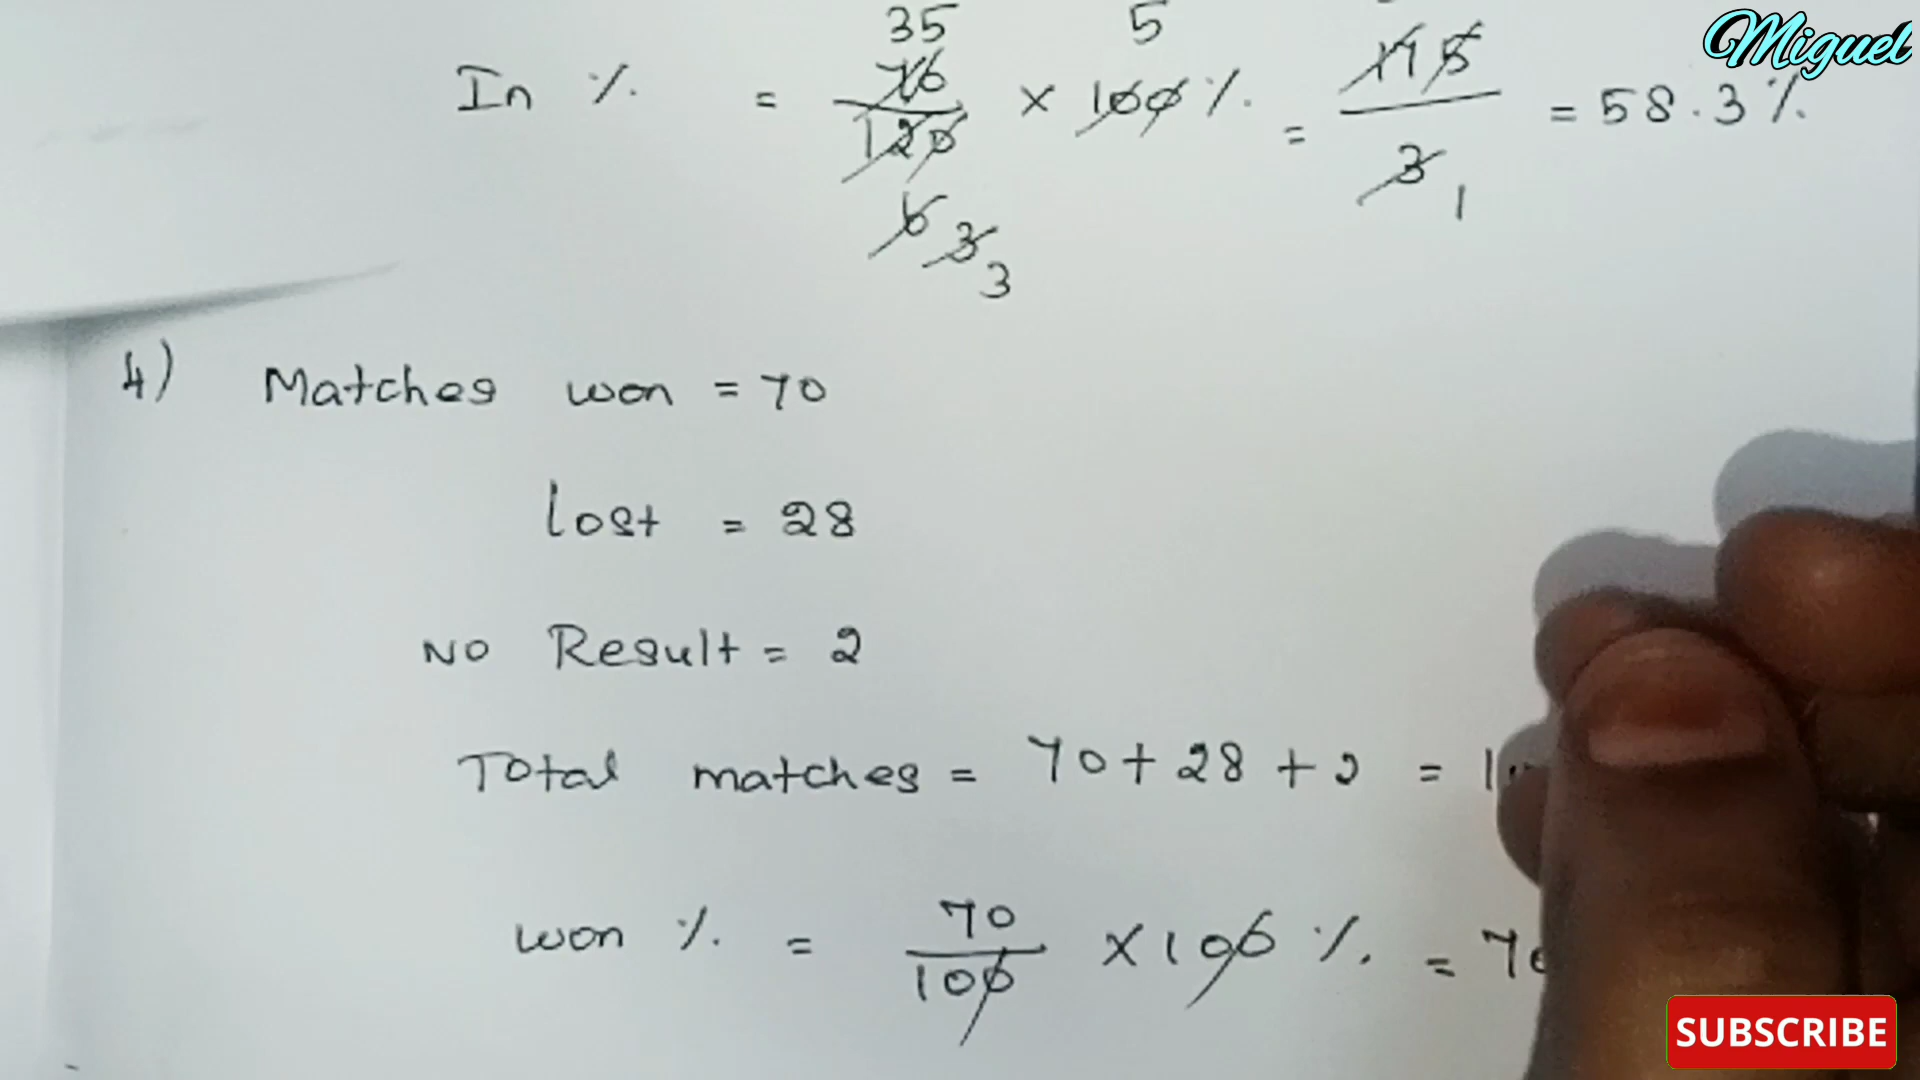 Miguel
35 5
In % = 70/120 × 100 % = 175/3 = 58.3 %
6 3 1
3
4) Matches won = 70
lost = 28
No Result = 2
Total matches = 70 + 28 + 2 = 1
won % = 70/100 × 100 % = 70
SUBSCRIBE